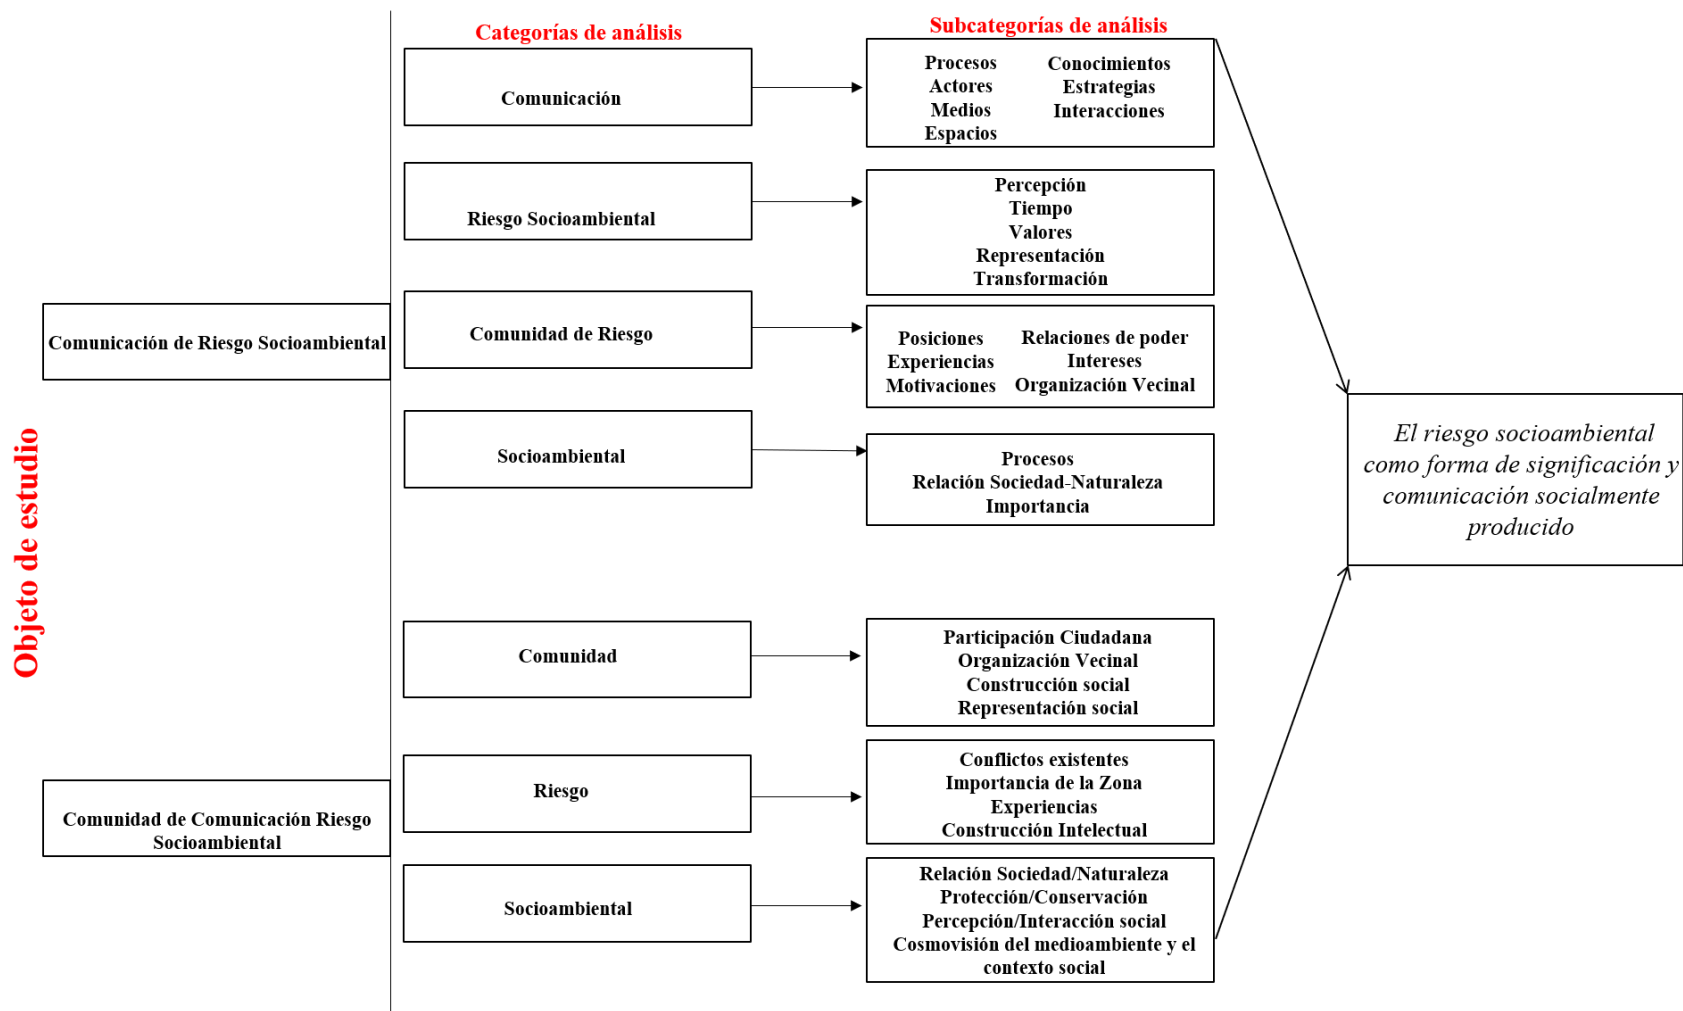 Objeto de estudio
Categorías de análisis
Subcategorías de análisis
Comunicación de Riesgo Socioambiental
Comunicación
Procesos
Actores
Medios
Espacios
Conocimientos
Estrategias
Interacciones
Riesgo Socioambiental
Percepción
Tiempo
Valores
Representación
Transformación
Comunidad de Riesgo
Posiciones
Experiencias
Motivaciones
Relaciones de poder
Intereses
Organización Vecinal
Socioambiental
Procesos
Relación Sociedad-Naturaleza
Importancia
Comunidad de Comunicación Riesgo
Socioambiental
Comunidad
Participación Ciudadana
Organización Vecinal
Construcción social
Representación social
Riesgo
Conflictos existentes
Importancia de la Zona
Experiencias
Construcción Intelectual
Socioambiental
Relación Sociedad/Naturaleza
Protección/Conservación
Percepción/Interacción social
Cosmovisión del medioambiente y el
contexto social
El riesgo socioambiental
como forma de significación y
comunicación socialmente
producido